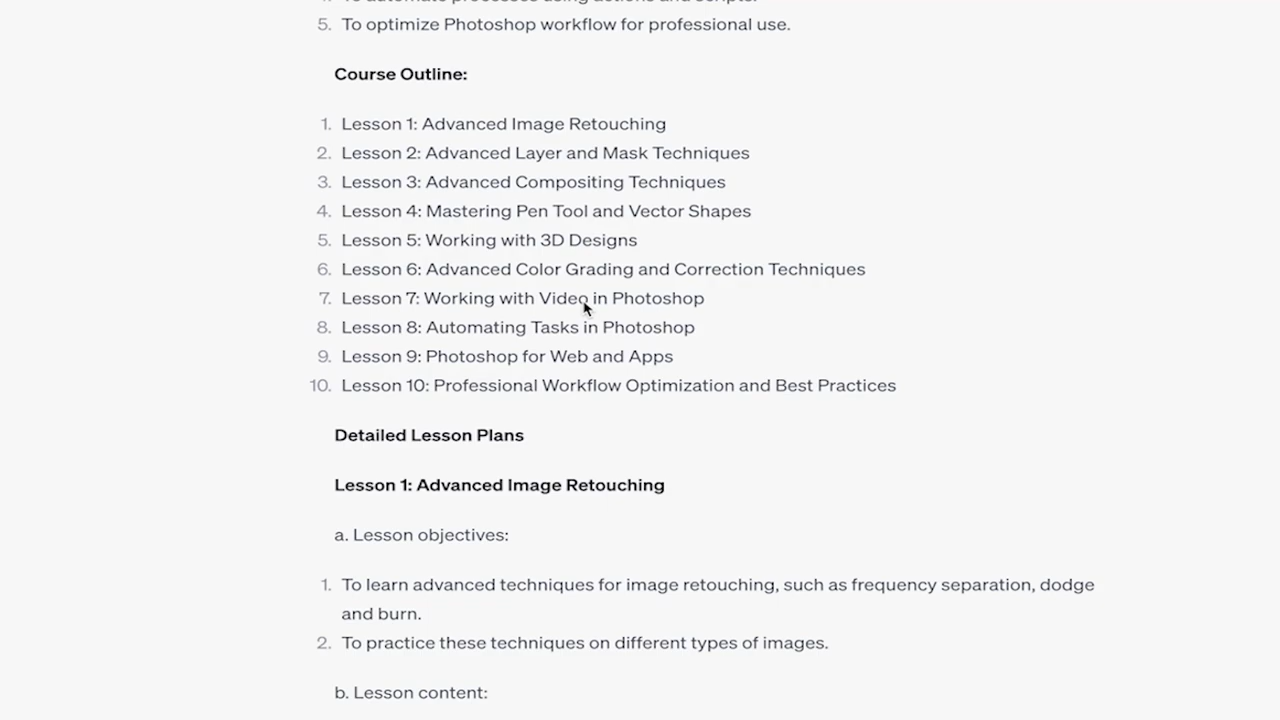 5. To optimize Photoshop workflow for professional use.
Course Outline:
1. Lesson 1: Advanced Image Retouching
2. Lesson 2: Advanced Layer and Mask Techniques
3. Lesson 3: Advanced Compositing Techniques
4. Lesson 4: Mastering Pen Tool and Vector Shapes
5. Lesson 5: Working with 3D Designs
6. Lesson 6: Advanced Color Grading and Correction Techniques
7. Lesson 7: Working with Video in Photoshop
8. Lesson 8: Automating Tasks in Photoshop
9. Lesson 9: Photoshop for Web and Apps
10. Lesson 10: Professional Workflow Optimization and Best Practices
Detailed Lesson Plans
Lesson 1: Advanced Image Retouching
a. Lesson objectives:
1. To learn advanced techniques for image retouching, such as frequency separation, dodge
and burn.
2. To practice these techniques on different types of images.
b. Lesson content: